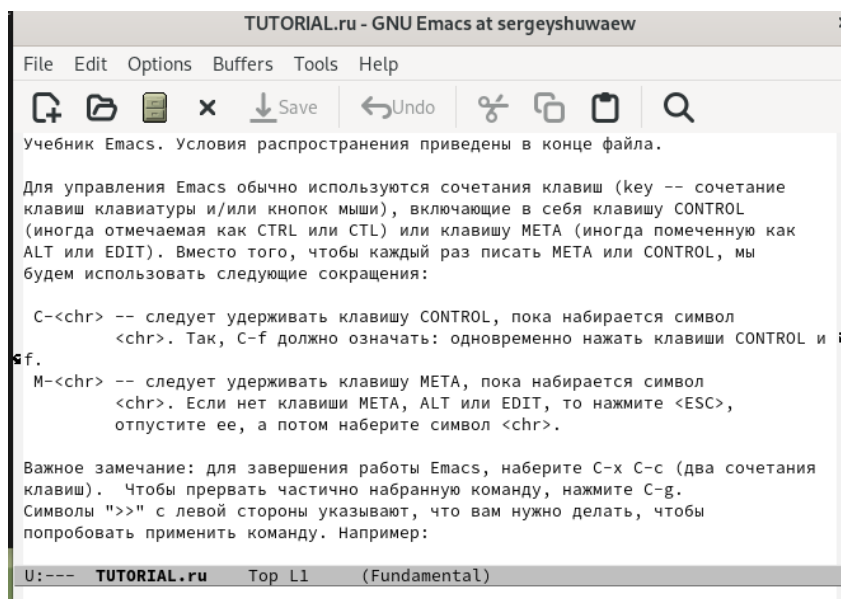 TUTORIAL.ru - GNU Emacs at sergeyshuwaew
File Edit Options Buffers Tools Help
Save Undo
Учебник Emacs. Условия распространения приведены в конце файла.
Для управления Emacs обычно используются сочетания клавиш (key -- сочетание
клавиш клавиатуры и/или кнопок мыши), включающие в себя клавишу CONTROL
(иногда отмечаемая как CTRL или CTL) или клавишу META (иногда помеченную как
ALT или EDIT). Вместо того, чтобы каждый раз писать META или CONTROL, мы
будем использовать следующие сокращения:
C-<chr> -- следует удерживать клавишу CONTROL, пока набирается символ
<chr>. Так, C-f должно означать: одновременно нажать клавиши CONTROL и
f.
M-<chr> -- следует удерживать клавишу META, пока набирается символ
<chr>. Если нет клавиши META, ALT или EDIT, то нажмите <ESC>,
отпустите ее, а потом наберите символ <chr>.
Важное замечание: для завершения работы Emacs, наберите C-x C-c (два сочетания
клавиш). Чтобы прервать частично набранную команду, нажмите C-g.
Символы ">>" с левой стороны указывают, что вам нужно делать, чтобы
попробовать применить команду. Например:
U:--- TUTORIAL.ru Top L1 (Fundamental)